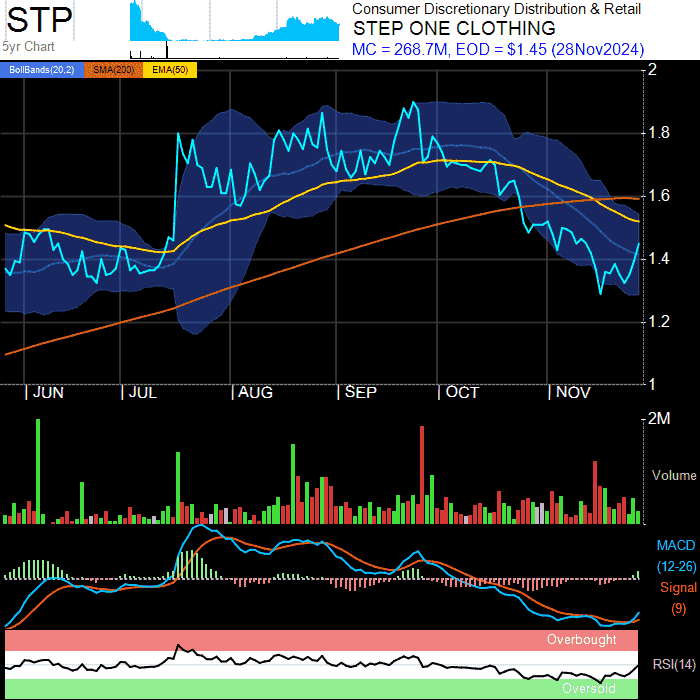 STP
5yr Chart
Consumer Discretionary Distribution & Retail
STEP ONE CLOTHING
MC = 268.7M, EOD = $1.45 (28Nov2024)
BollBands(20,2) SMA(200) EMA(50)
2
1.8
1.6
1.4
1.2
1
JUN JUL AUG SEP OCT NOV
2M
Volume
MACD
(12-26)
Signal
(9)
Overbought
RSI(14)
Oversold